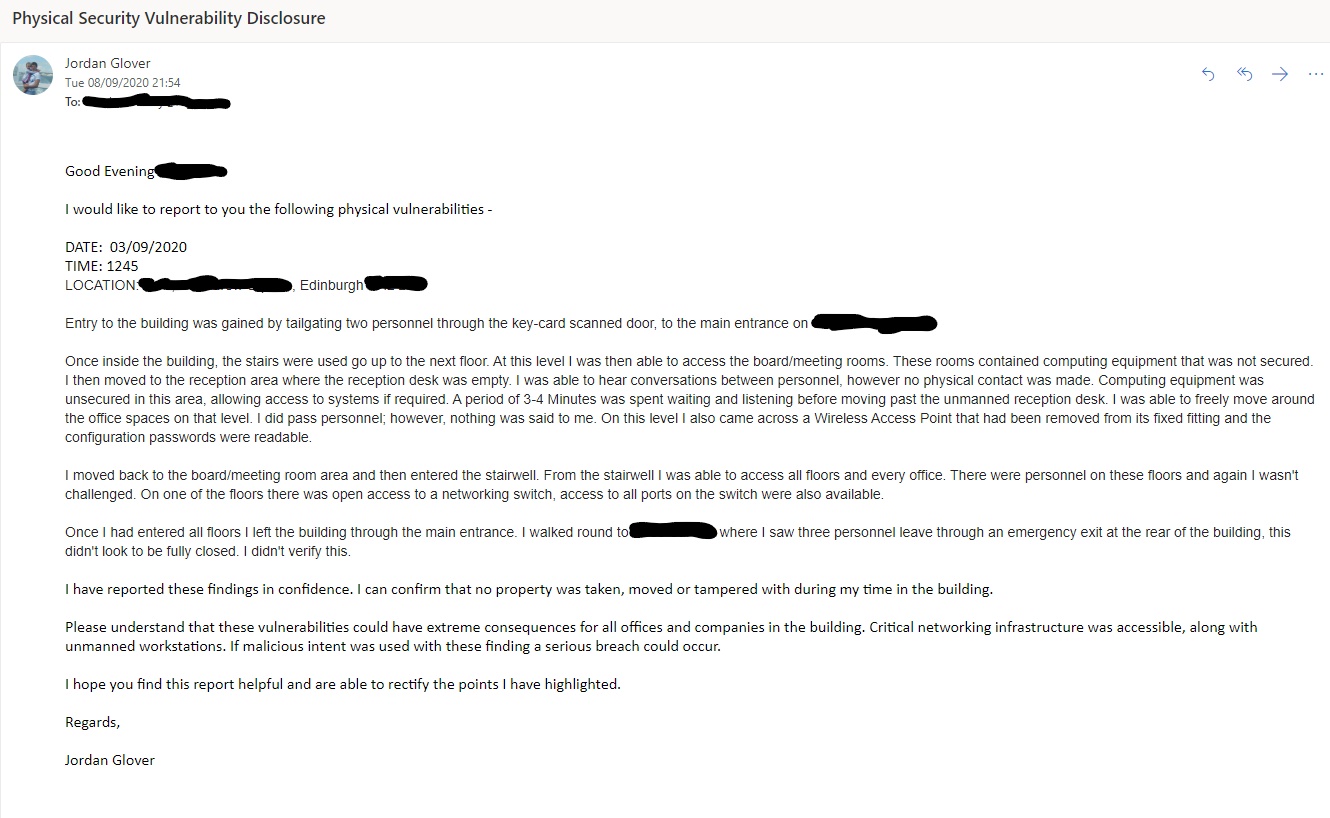 Physical Security Vulnerability Disclosure
Jordan Glover
Tue 08/09/2020 21:54
To:
Good Evening
I would like to report to you the following physical vulnerabilities -
DATE: 03/09/2020
TIME: 1245
LOCATION: , Edinburgh
Entry to the building was gained by tailgating two personnel through the key-card scanned door, to the main entrance on
Once inside the building, the stairs were used go up to the next floor. At this level I was then able to access the board/meeting rooms. These rooms contained computing equipment that was not secured.
I then moved to the reception area where the reception desk was empty. I was able to hear conversations between personnel, however no physical contact was made. Computing equipment was
unsecured in this area, allowing access to systems if required. A period of 3-4 Minutes was spent waiting and listening before moving past the unmanned reception desk. I was able to freely move around
the office spaces on that level. I did pass personnel; however, nothing was said to me. On this level I also came across a Wireless Access Point that had been removed from its fixed fitting and the
configuration passwords were readable.
I moved back to the board/meeting room area and then entered the stairwell. From the stairwell I was able to access all floors and every office. There were personnel on these floors and again I wasn't
challenged. On one of the floors there was open access to a networking switch, access to all ports on the switch were also available.
Once I had entered all floors I left the building through the main entrance. I walked round to where I saw three personnel leave through an emergency exit at the rear of the building, this
didn't look to be fully closed. I didn't verify this.
I have reported these findings in confidence. I can confirm that no property was taken, moved or tampered with during my time in the building.
Please understand that these vulnerabilities could have extreme consequences for all offices and companies in the building. Critical networking infrastructure was accessible, along with
unmanned workstations. If malicious intent was used with these finding a serious breach could occur.
I hope you find this report helpful and are able to rectify the points I have highlighted.
Regards,
Jordan Glover